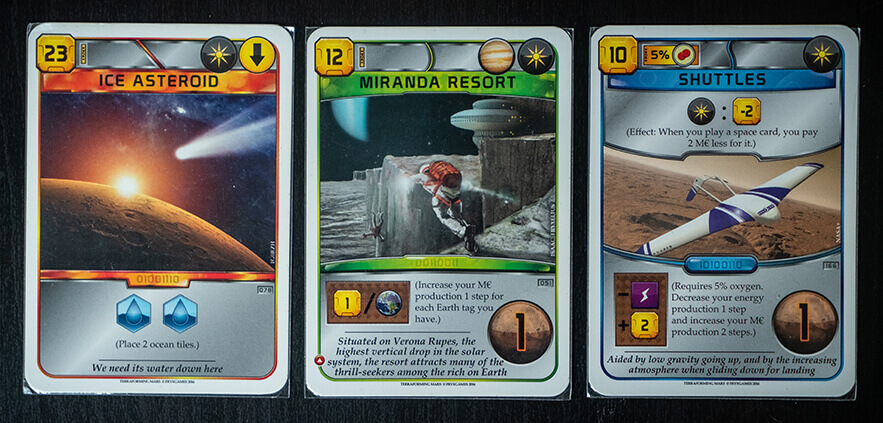 23
ICE ASTEROID
01001110
078
(Place 2 ocean tiles.)
We need its water down here
TERRAFORMING MARS © FRYXGAMES 2016
12
MIRANDA RESORT
ISAAC FRYXELIUS
00110011
051
1 /
(Increase your M€
production 1 step for
each Earth tag you
have.)
1
Situated on Verona Rupes, the
highest vertical drop in the solar
system, the resort attracts many of the
thrill-seekers among the rich on Earth
TERRAFORMING MARS © FRYXGAMES 2016
10
5%
SHUTTLES
: -2
(Effect: When you play a space card, you pay
2 M€ less for it.)
NASA
10100110
166
-
+ 2
(Requires 5% oxygen.
Decrease your energy
production 1 step
and increase your M€
production 2 steps.)
1
Aided by low gravity going up, and by the increasing
atmosphere when gliding down for landing
TERRAFORMING MARS © FRYXGAMES 2016